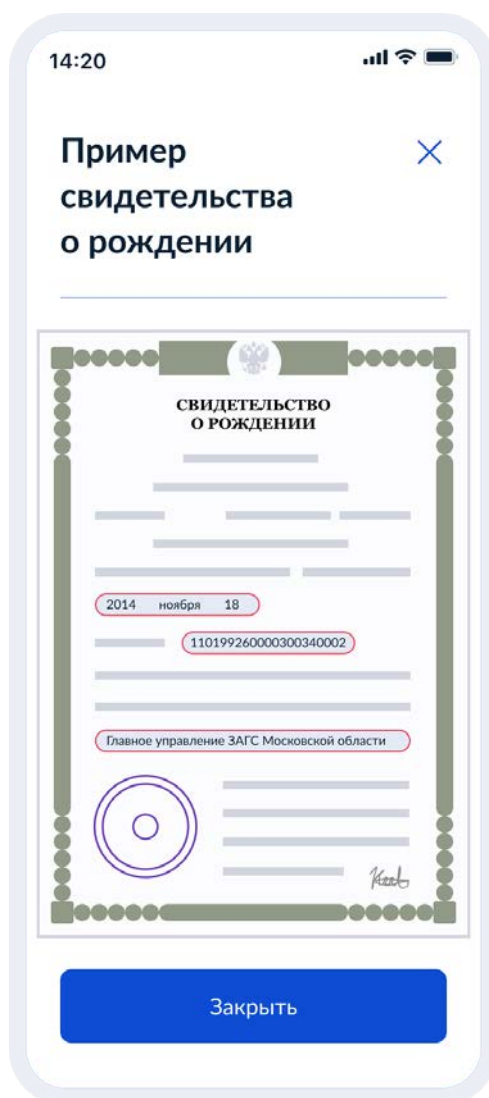 14:20
Пример
свидетельства
о рождении
СВИДЕТЕЛЬСТВО
О РОЖДЕНИИ
2014 ноября 18
110199260000300340002
Главное управление ЗАГС Московской области
Закрыть